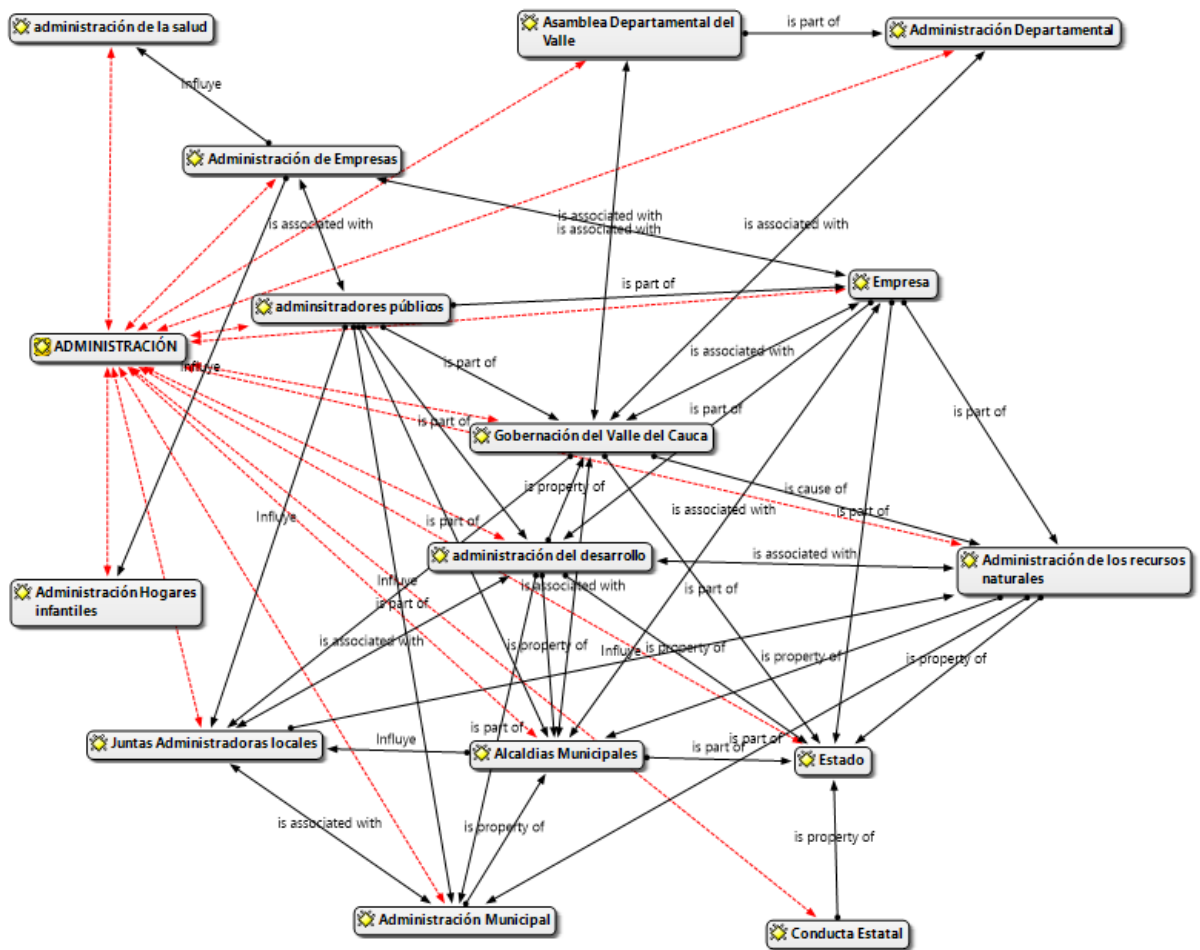 administración de la salud
Asamblea Departamental del
Valle
is part of
Administración Departamental
Influye
Administración de Empresas
is associated with
is associated with
is associated with
is associated with
Empresa
is part of
adminsitradores públicos
ADMINISTRACIÓN
Influye
is part of
is associated with
is part of
is part of
is part of
Gobernación del Valle del Cauca
is property of
is cause of
is part of
Influye
is part of
is associated with
administración del desarrollo
is associated with
Administración de los recursos
naturales
Administración Hogares
infantiles
Influye
is associated with
is part of
is part of
is associated with
is property of
is property of
Influye
is property of
is property of
Juntas Administradoras locales
Influye
is part of
Alcaldias Municipales
is part of
is part of
Estado
is associated with
is property of
is property of
Administración Municipal
Conducta Estatal